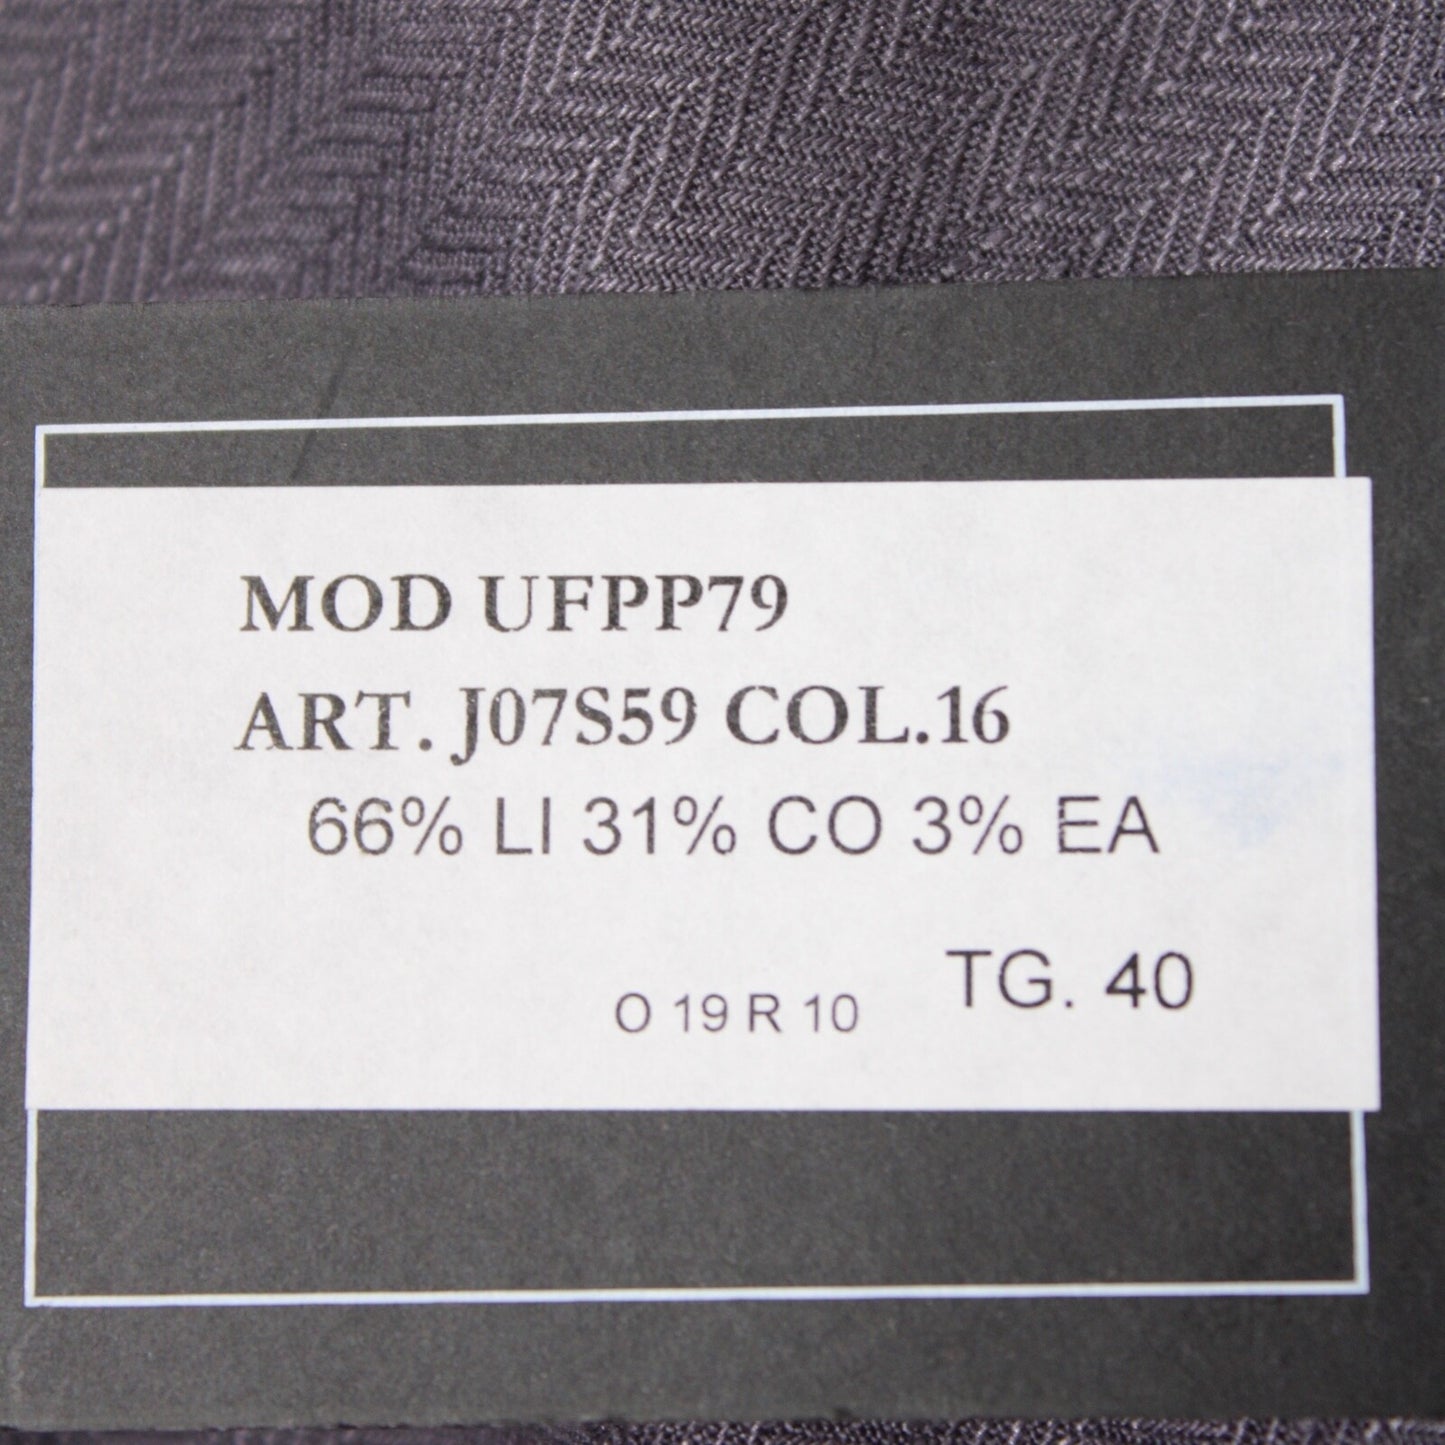 MOD UFPP79
ART. J07S59 COL.16
66% LI 31% CO 3% EA
O 19 R 10 TG. 40